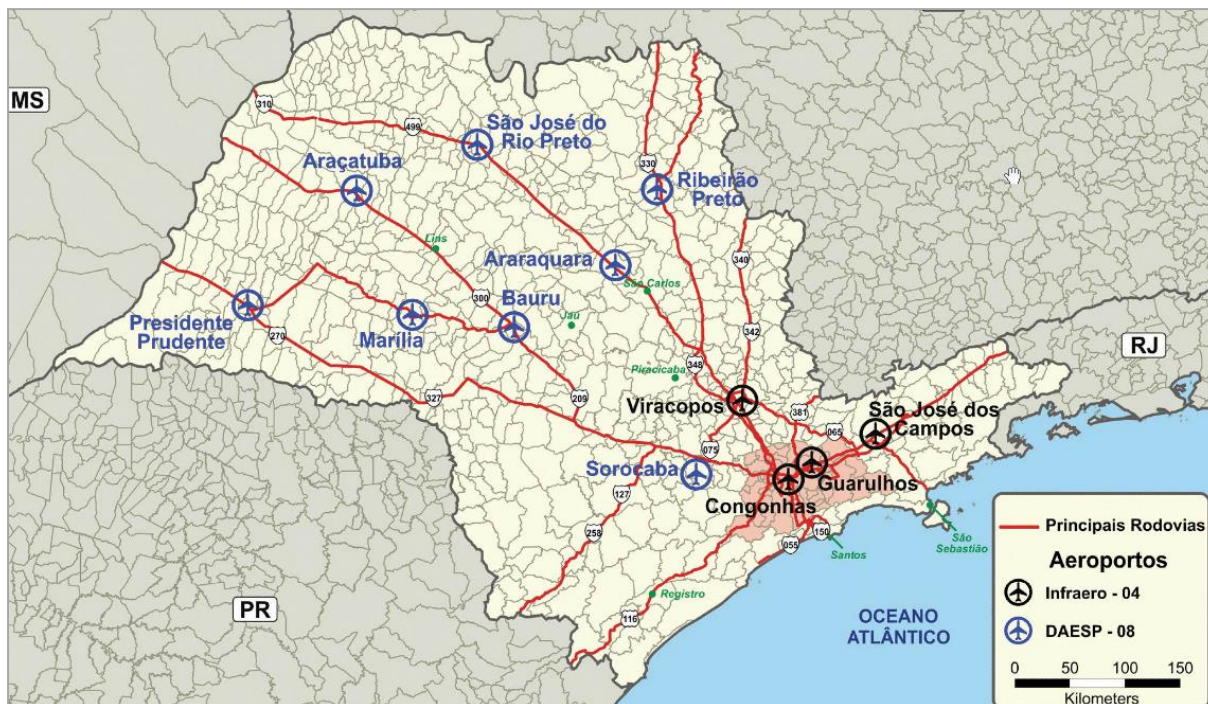 MS
310
499
São José do
Rio Preto
Araçatuba
330
Ribeirão
Preto
Lins
Araraquara
340
São Carlos
300
Bauru
Presidente
Prudente
Marília
Jaú
270
342
RJ
348
Piracicaba
327
209
Viracopos
381
São José dos
Campos
065
075
Sorocaba
Guarulhos
Congonhas
127
258
055
150
Santos
São
Sebastião
Registro
116
PR
OCEANO
ATLÂNTICO
Principais Rodovias
Aeroportos
Infraero - 04
DAESP - 08
0 50 100 150
Kilometers